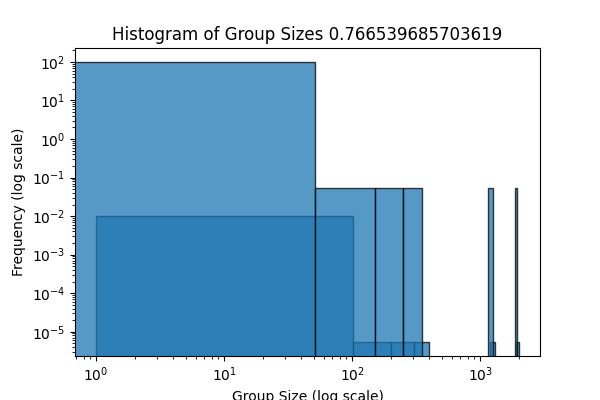 Histogram of Group Sizes 0.766539685703619
Frequency (log scale)
10²
10¹
10⁰
10⁻¹
10⁻²
10⁻³
10⁻⁴
10⁻⁵
10⁰ 10¹ 10² 10³
Group Size (log scale)